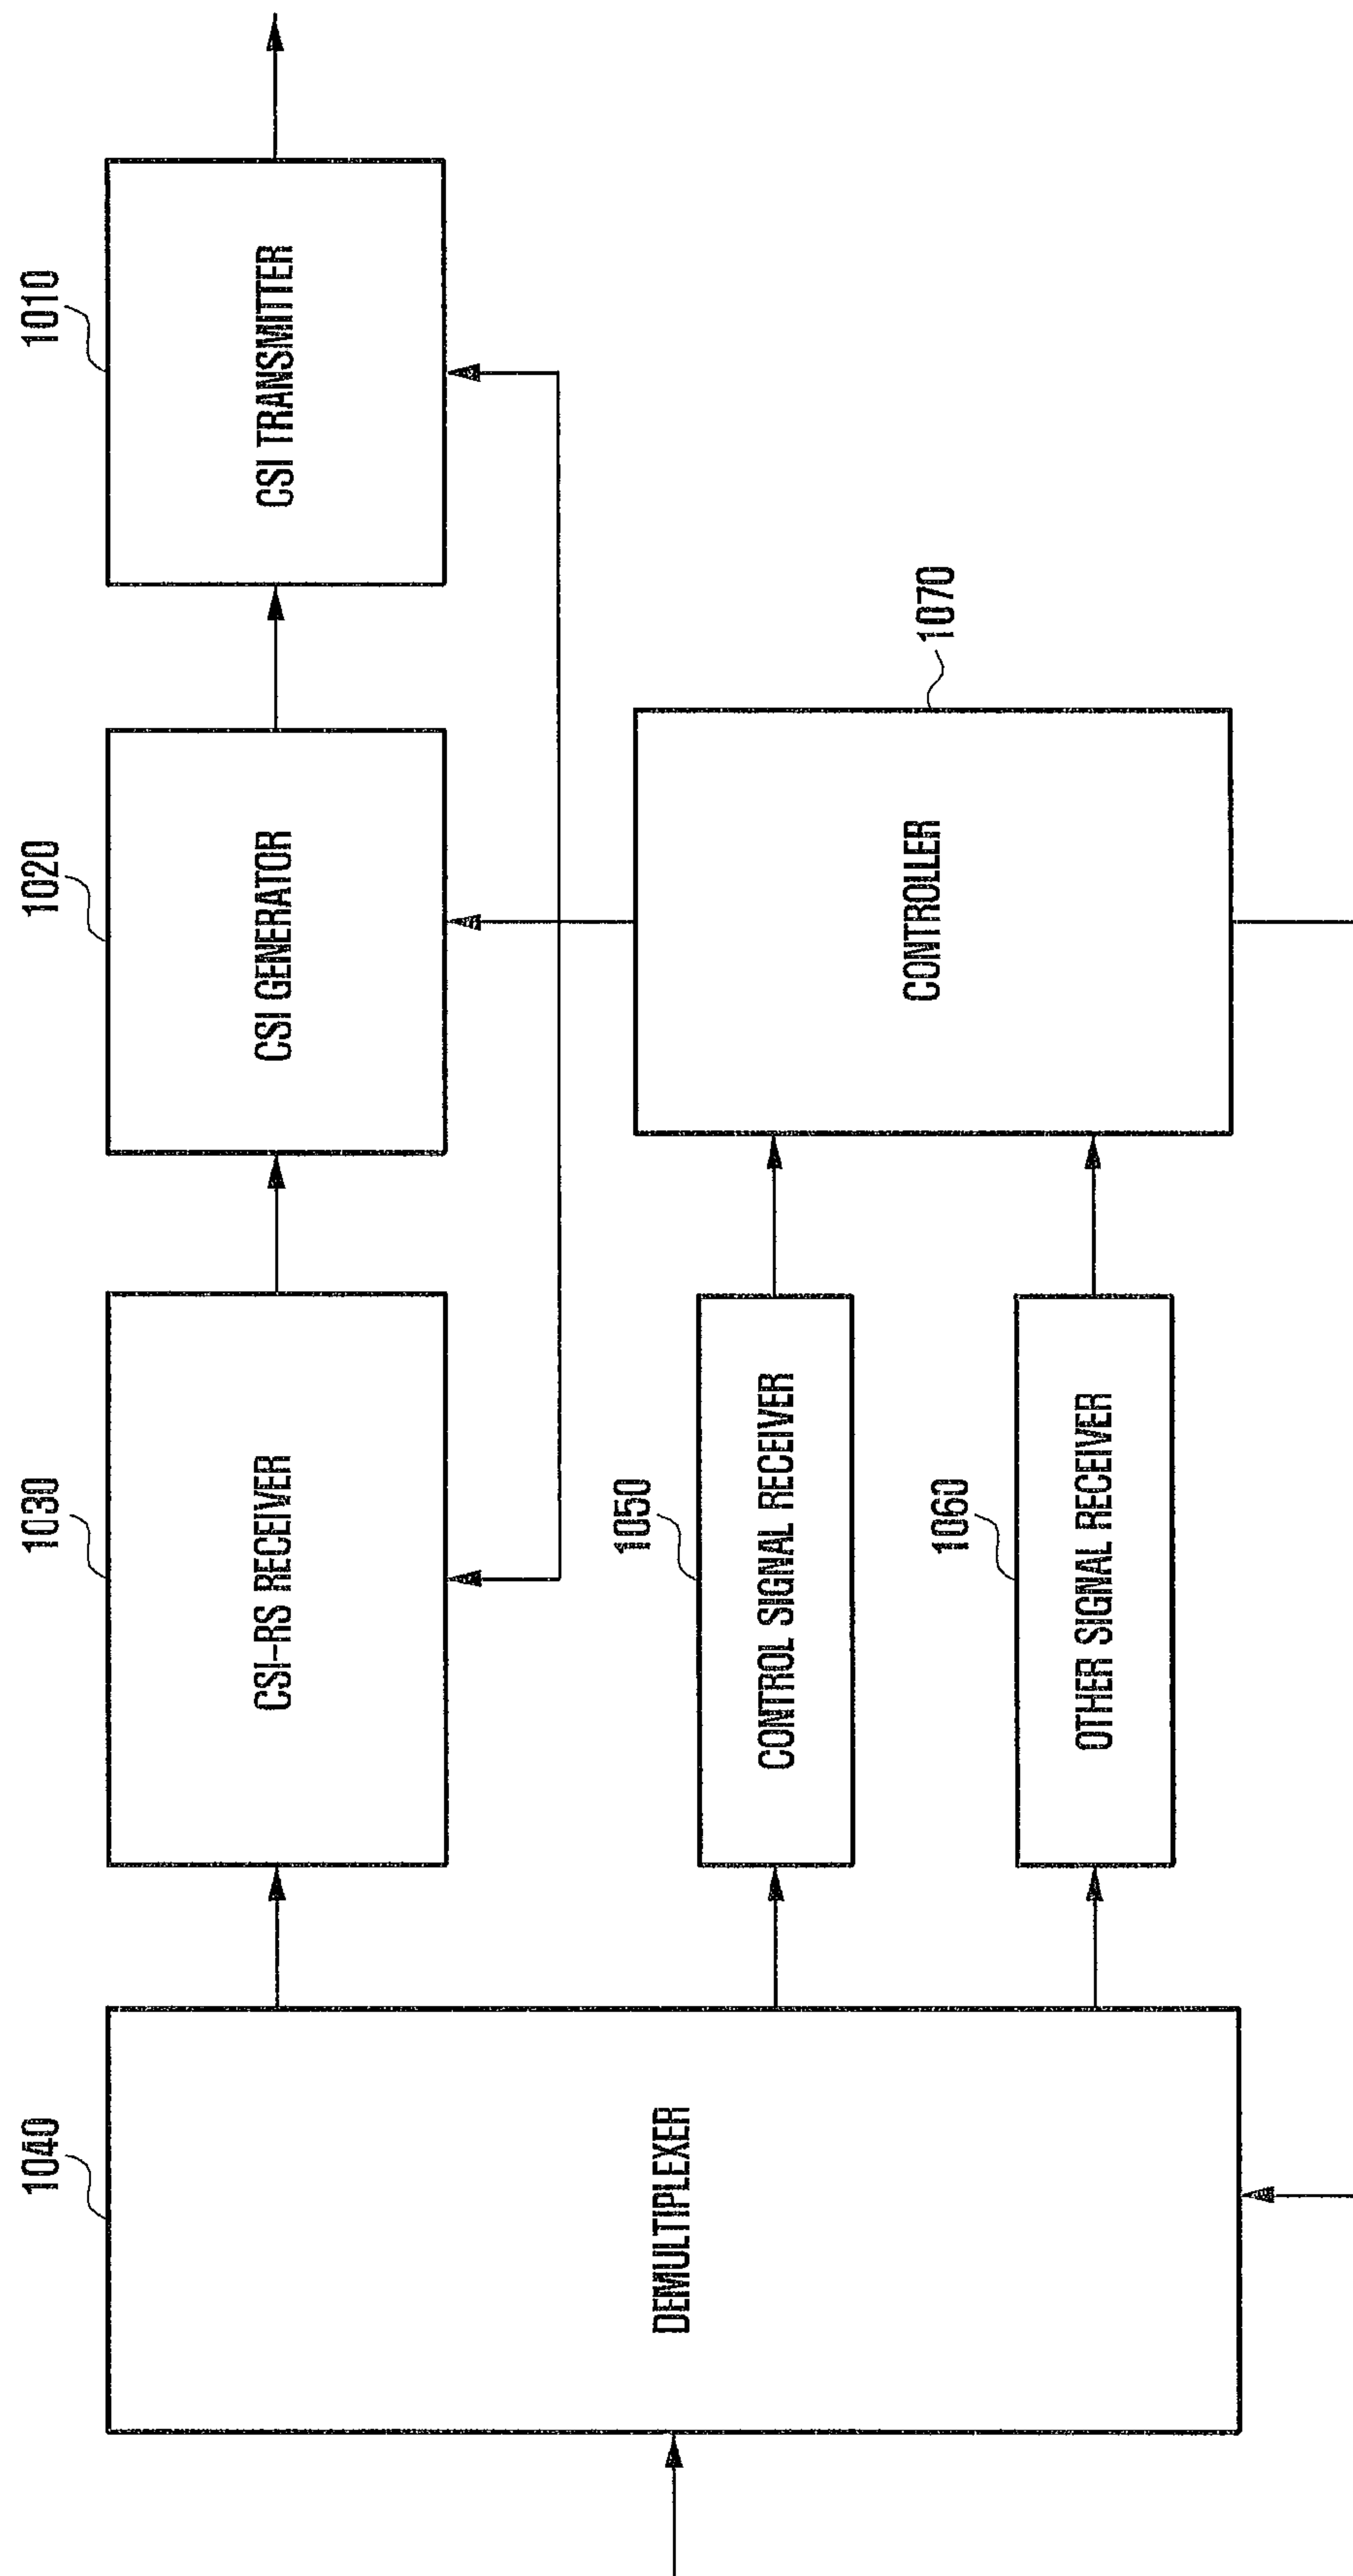 1040
DEMULTIPLEXER
1030
CSI-RS RECEIVER
1020
CSI GENERATOR
1010
CSI TRANSMITTER
1050
CONTROL SIGNAL RECEIVER
1060
OTHER SIGNAL RECEIVER
CONTROLLER
1070